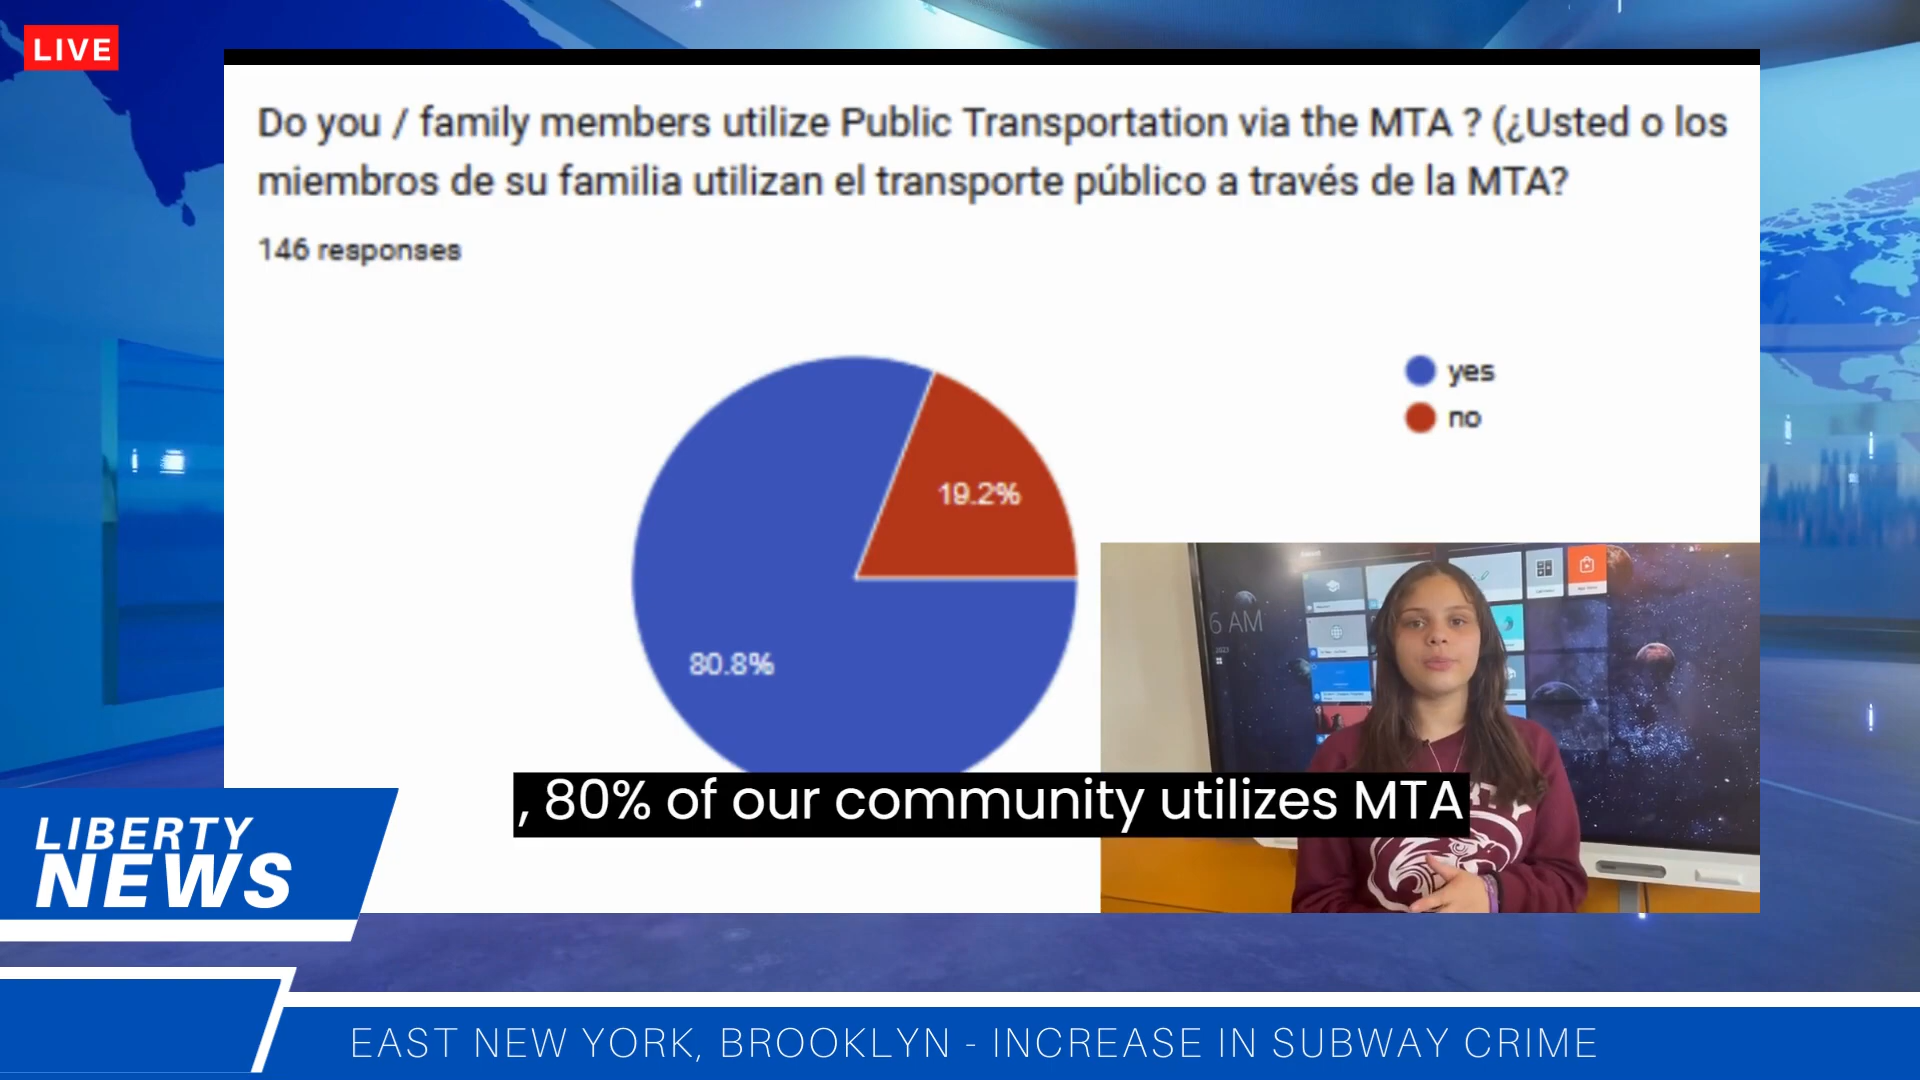 LIVE
Do you / family members utilize Public Transportation via the MTA ? (¿Usted o los
miembros de su familia utilizan el transporte público a través de la MTA?
146 responses
yes
no
19.2%
80.8%
6 AM
2023
, 80% of our community utilizes MTA
LIBERTY
NEWS
EAST NEW YORK, BROOKLYN - INCREASE IN SUBWAY CRIME